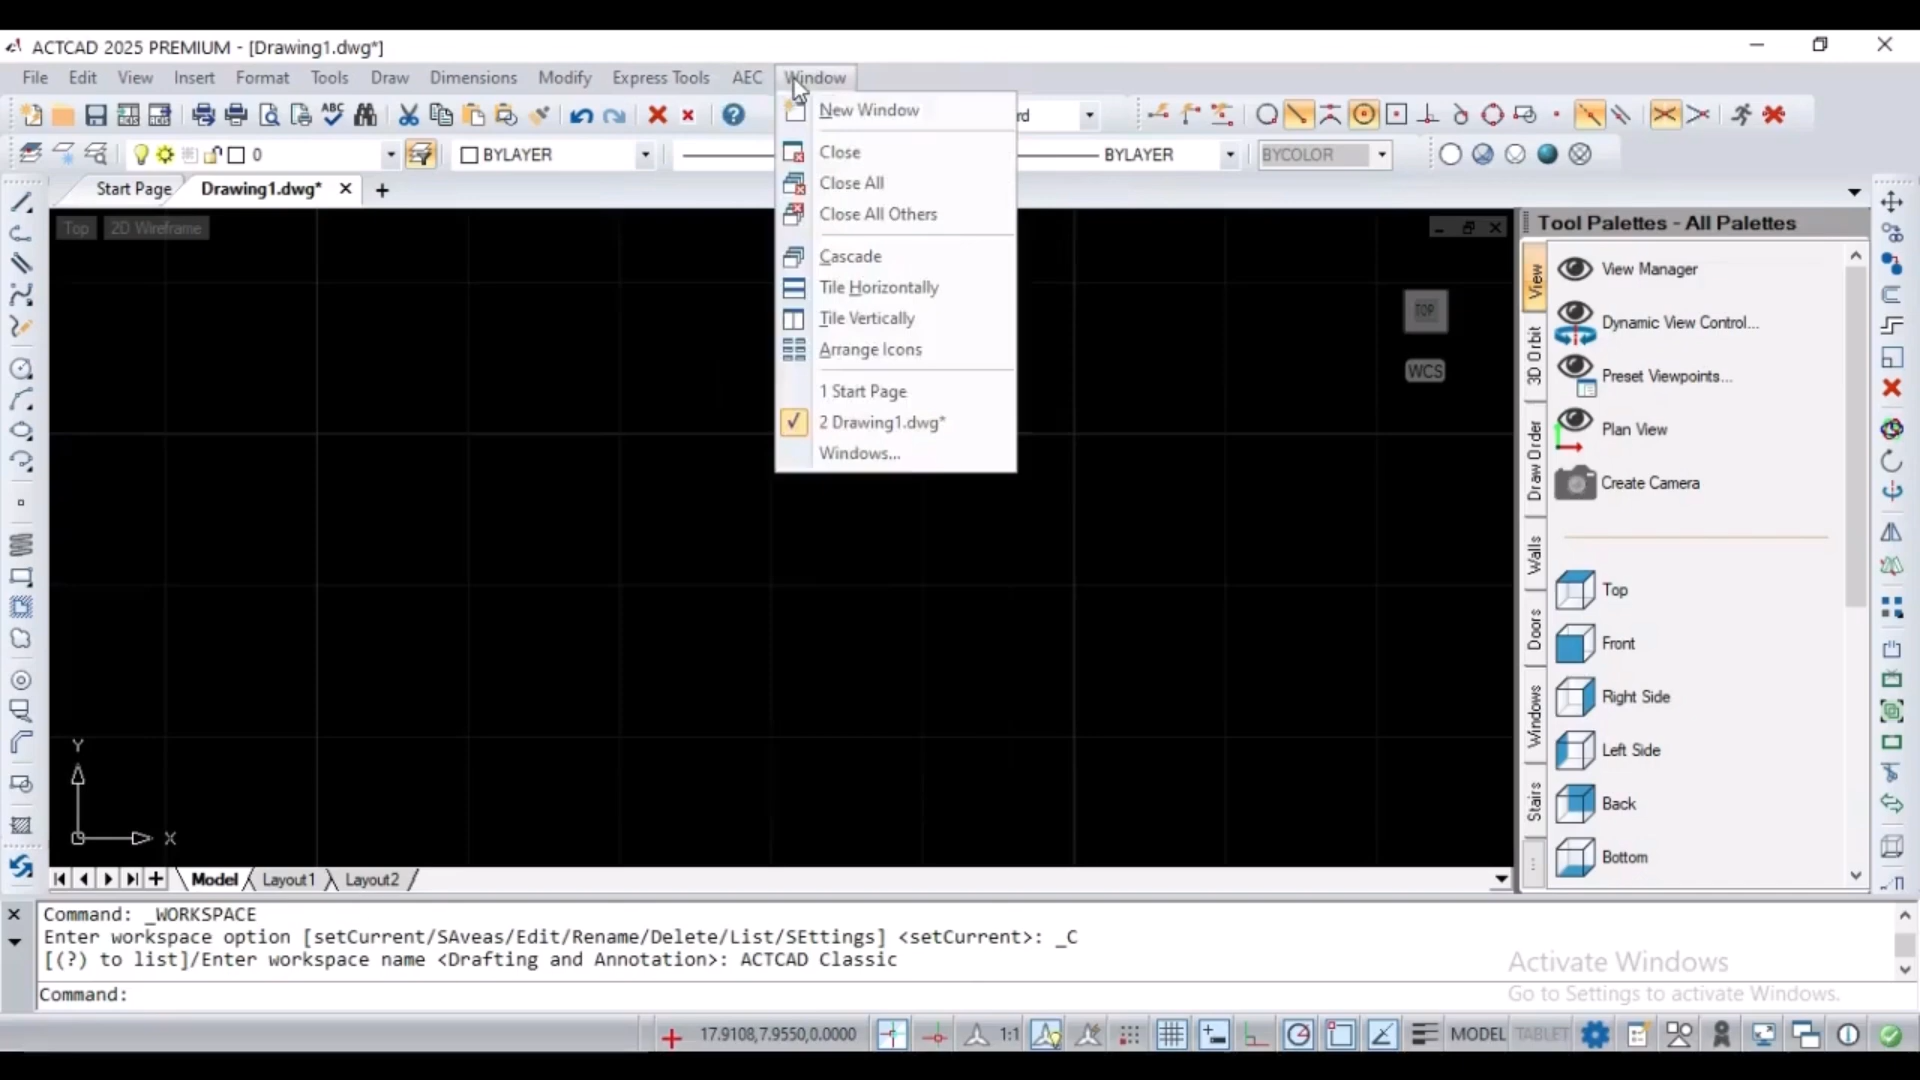 ACTCAD 2025 PREMIUM - [Drawing1.dwg*]
File Edit View Insert Format Tools Draw Dimensions Modify Express Tools AEC Window
ABC
rd
0
BYLAYER
BYLAYER
BYCOLOR
Start Page Drawing1.dwg*
New Window
Close
Close All
Close All Others
Cascade
Tile Horizontally
Tile Vertically
Arrange Icons
1 Start Page
2 Drawing1.dwg*
Windows...
Top 2D Wireframe
TOP
WCS
Y
X
Tool Palettes - All Palettes
View
3D Orbit
Draw Order
Walls
Doors
Windows
Stairs
...
View Manager
Dynamic View Control...
Preset Viewpoints...
Plan View
Create Camera
Top
Front
Right Side
Left Side
Back
Bottom
Model Layout1 Layout2
Command: _WORKSPACE
Enter workspace option [setCurrent/SAveas/Edit/Rename/Delete/List/SEttings] <setCurrent>: _C
[(?) to list]/Enter workspace name <Drafting and Annotation>: ACTCAD Classic
Command:
Activate Windows
Go to Settings to activate Windows.
17.9108,7.9550,0.0000 1:1 MODEL TABLET